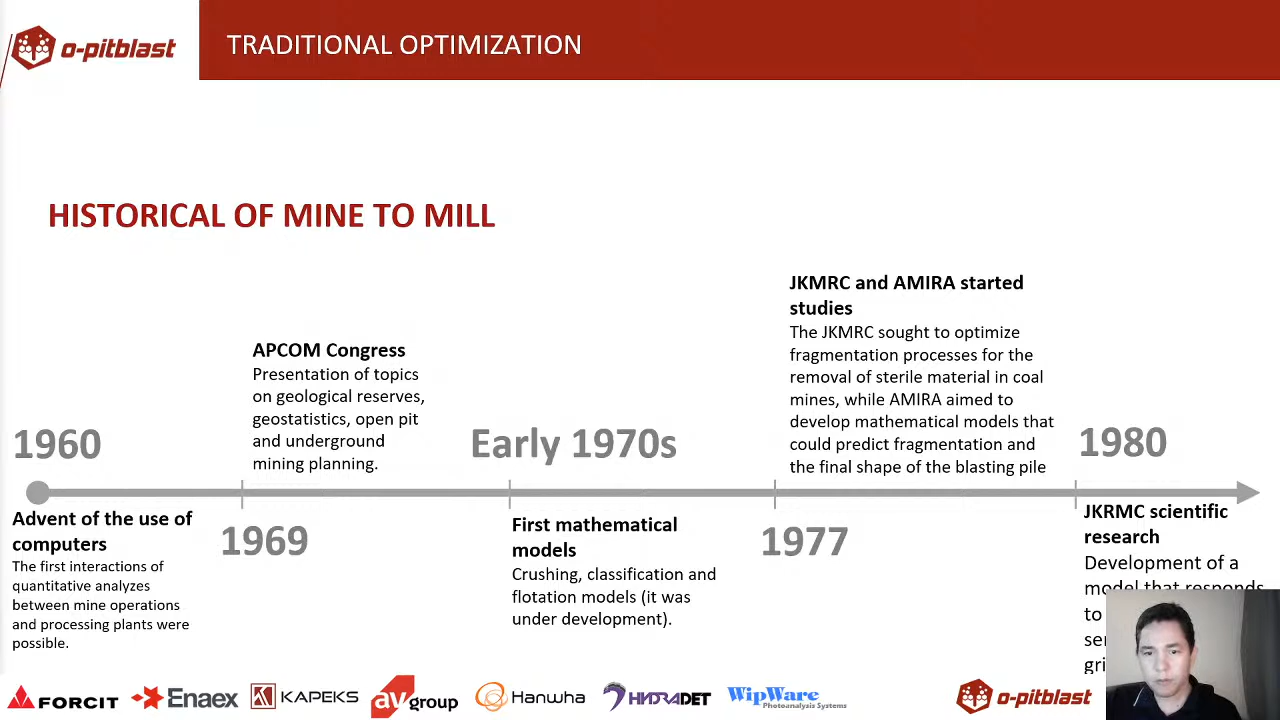 o-pitblast
TRADITIONAL OPTIMIZATION
HISTORICAL OF MINE TO MILL
1960
Advent of the use of
computers
The first interactions of
quantitative analyzes
between mine operations
and processing plants were
possible.
APCOM Congress
Presentation of topics
on geological reserves,
geostatistics, open pit
and underground
mining planning.
1969
Early 1970s
First mathematical
models
Crushing, classification and
flotation models (it was
under development).
JKMRC and AMIRA started
studies
The JKMRC sought to optimize
fragmentation processes for the
removal of sterile material in coal
mines, while AMIRA aimed to
develop mathematical models that
could predict fragmentation and
the final shape of the blasting pile
1977
1980
JKRMC scientific
research
Development of a
model that responds
to
FORCIT
Enaex
KAPEKS
av group
Hanwha
HYDRADET
WipWare
Photoanalysis Systems
o-pitblast